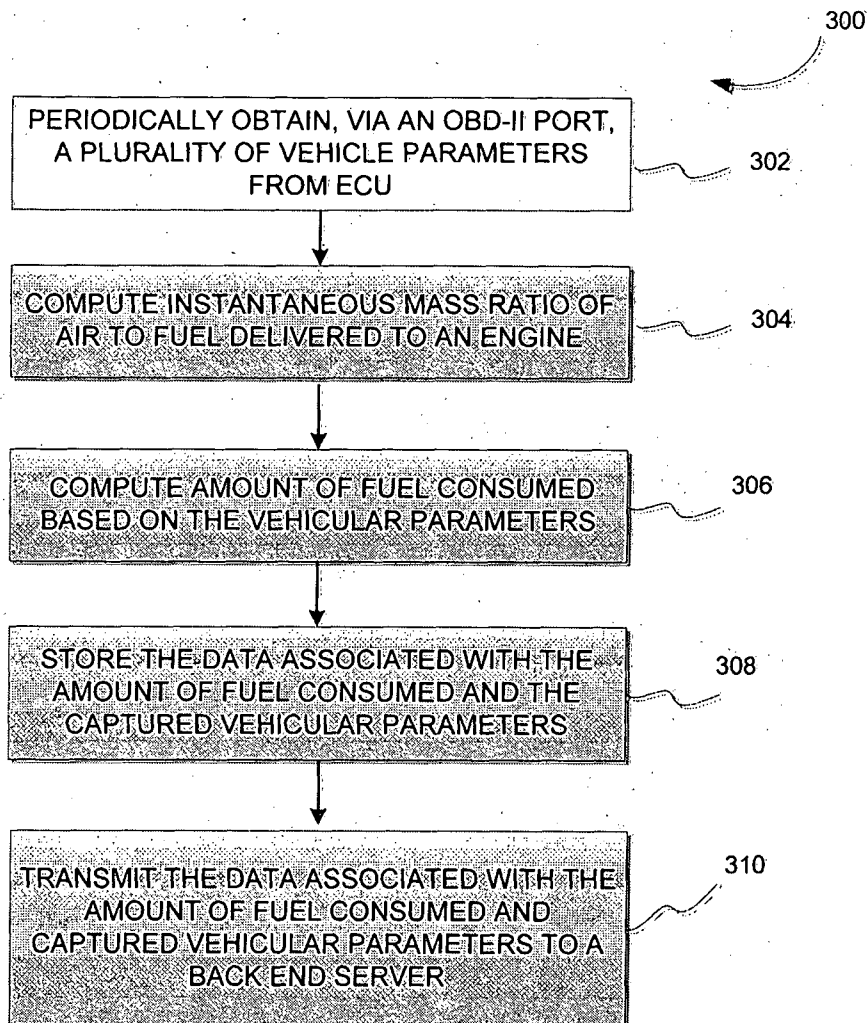 300
PERIODICALLY OBTAIN, VIA AN OBD-II PORT,
A PLURALITY OF VEHICLE PARAMETERS
FROM ECU
302
COMPUTE INSTANTANEOUS MASS RATIO OF
AIR TO FUEL DELIVERED TO AN ENGINE
304
COMPUTE AMOUNT OF FUEL CONSUMED
BASED ON THE VEHICULAR PARAMETERS
306
STORE THE DATA ASSOCIATED WITH THE
AMOUNT OF FUEL CONSUMED AND THE
CAPTURED VEHICULAR PARAMETERS
308
TRANSMIT THE DATA ASSOCIATED WITH THE
AMOUNT OF FUEL CONSUMED AND
CAPTURED VEHICULAR PARAMETERS TO A
BACK END SERVER
310